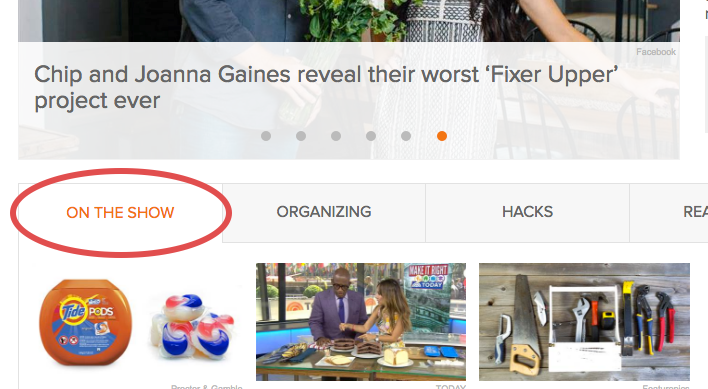 Facebook
Chip and Joanna Gaines reveal their worst ‘Fixer Upper’
project ever
ON THE SHOW
ORGANIZING
HACKS
REA
Tide
PODS
MAKE IT RIGHT
TODAY
Procter & Gamble
TODAY